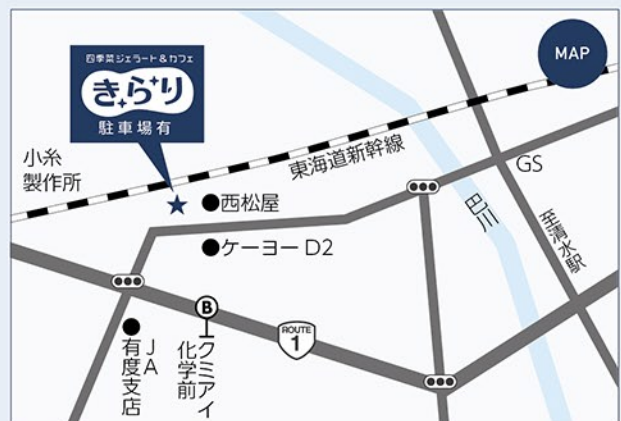 四季菜ジェラート&カフェ
きらり
駐車場有
MAP
小糸
製作所
東海道新幹線
GS
西松屋
巴川
至清水駅
ケーヨーD2
B
ROUTE
1
クミアイ
化学前
JA
有度支店